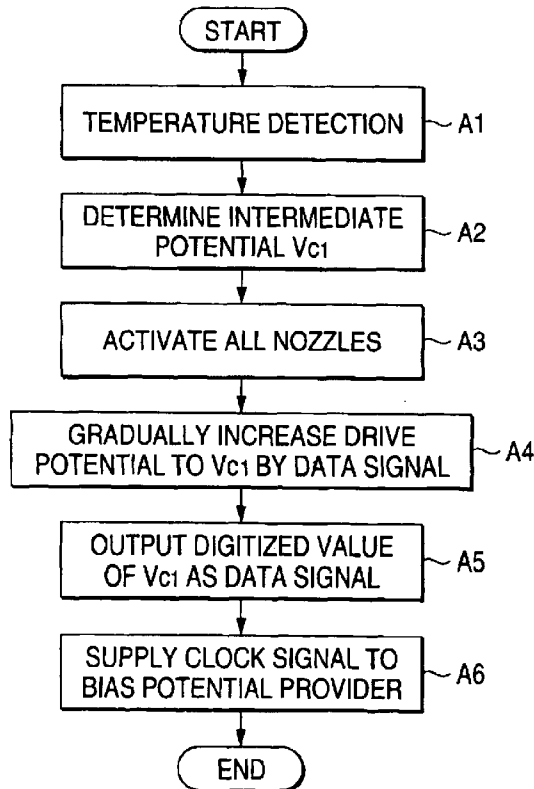 START
TEMPERATURE DETECTION
A1
DETERMINE INTERMEDIATE
POTENTIAL Vc1
A2
ACTIVATE ALL NOZZLES
A3
GRADUALLY INCREASE DRIVE
POTENTIAL TO Vc1 BY DATA SIGNAL
A4
OUTPUT DIGITIZED VALUE
OF Vc1 AS DATA SIGNAL
A5
SUPPLY CLOCK SIGNAL TO
BIAS POTENTIAL PROVIDER
A6
END